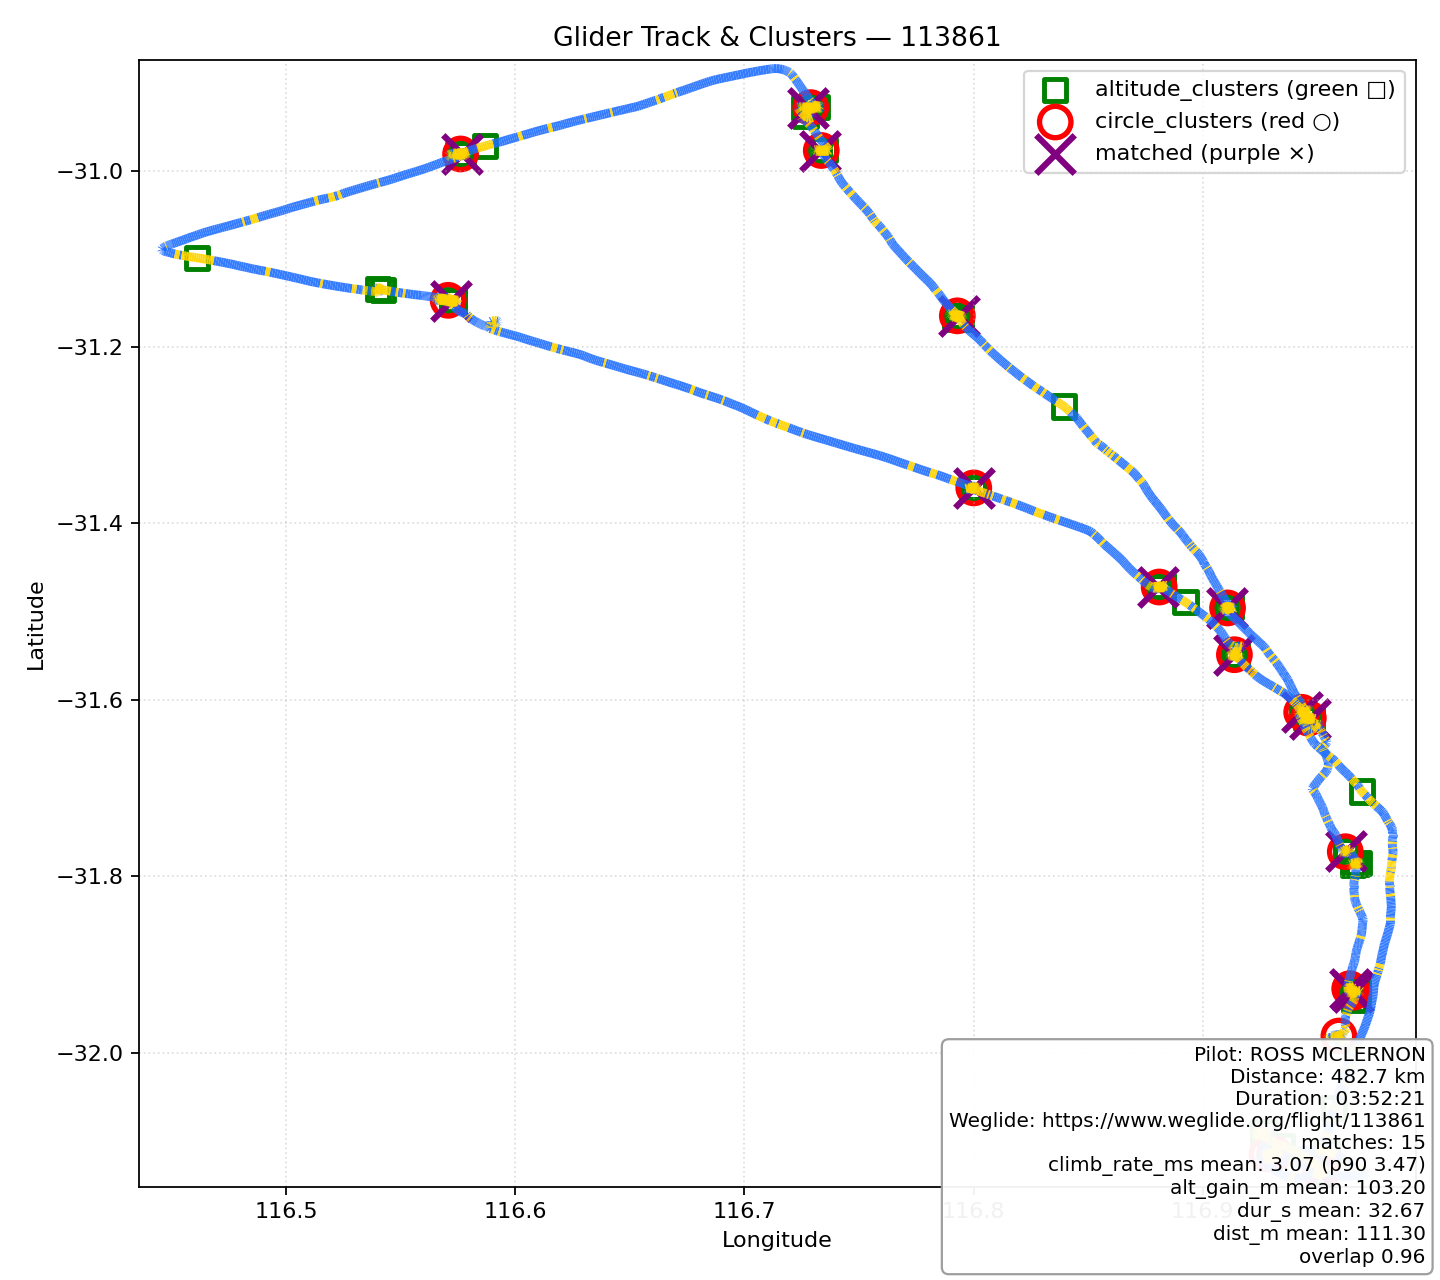 Glider Track & Clusters — 113861
altitude_clusters (green □)
circle_clusters (red ○)
matched (purple ×)
Latitude
−31.0
−31.2
−31.4
−31.6
−31.8
−32.0
116.5
116.6
116.7
116.8
116.9
Longitude
Pilot: ROSS MCLERNON
Distance: 482.7 km
Duration: 03:52:21
Weglide: https://www.weglide.org/flight/113861
matches: 15
climb_rate_ms mean: 3.07 (p90 3.47)
alt_gain_m mean: 103.20
dur_s mean: 32.67
dist_m mean: 111.30
overlap 0.96